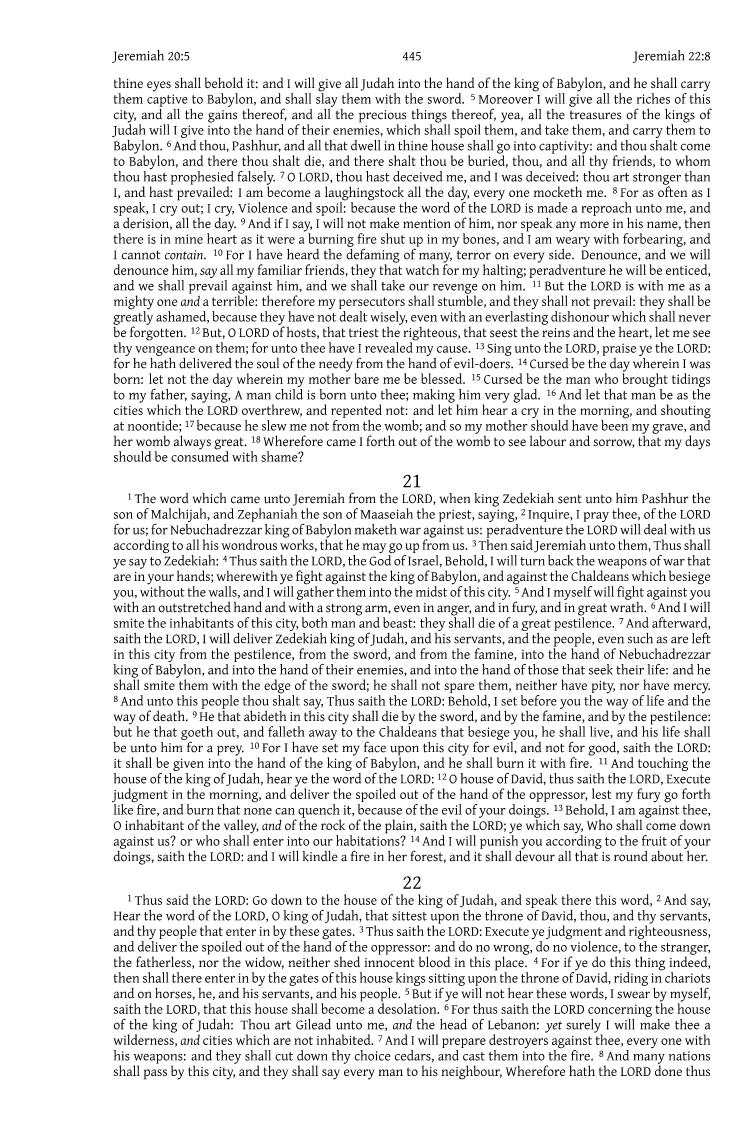 Jeremiah 20:5 445 Jeremiah 22:8
thine eyes shall behold it: and I will give all Judah into the hand of the king of Babylon, and he shall carry
them captive to Babylon, and shall slay them with the sword. 5 Moreover I will give all the riches of this
city, and all the gains thereof, and all the precious things thereof, yea, all the treasures of the kings of
Judah will I give into the hand of their enemies, which shall spoil them, and take them, and carry them to
Babylon. 6 And thou, Pashhur, and all that dwell in thine house shall go into captivity: and thou shalt come
to Babylon, and there thou shalt die, and there shalt thou be buried, thou, and all thy friends, to whom
thou hast prophesied falsely. 7 O LORD, thou hast deceived me, and I was deceived: thou art stronger than
I, and hast prevailed: I am become a laughingstock all the day, every one mocketh me. 8 For as often as I
speak, I cry out; I cry, Violence and spoil: because the word of the LORD is made a reproach unto me, and
a derision, all the day. 9 And if I say, I will not make mention of him, nor speak any more in his name, then
there is in mine heart as it were a burning fire shut up in my bones, and I am weary with forbearing, and
I cannot contain. 10 For I have heard the defaming of many, terror on every side. Denounce, and we will
denounce him, say all my familiar friends, they that watch for my halting; peradventure he will be enticed,
and we shall prevail against him, and we shall take our revenge on him. 11 But the LORD is with me as a
mighty one and a terrible: therefore my persecutors shall stumble, and they shall not prevail: they shall be
greatly ashamed, because they have not dealt wisely, even with an everlasting dishonour which shall never
be forgotten. 12 But, O LORD of hosts, that triest the righteous, that seest the reins and the heart, let me see
thy vengeance on them; for unto thee have I revealed my cause. 13 Sing unto the LORD, praise ye the LORD:
for he hath delivered the soul of the needy from the hand of evil-doers. 14 Cursed be the day wherein I was
born: let not the day wherein my mother bare me be blessed. 15 Cursed be the man who brought tidings
to my father, saying, A man child is born unto thee; making him very glad. 16 And let that man be as the
cities which the LORD overthrew, and repented not: and let him hear a cry in the morning, and shouting
at noontide; 17 because he slew me not from the womb; and so my mother should have been my grave, and
her womb always great. 18 Wherefore came I forth out of the womb to see labour and sorrow, that my days
should be consumed with shame?
21
1 The word which came unto Jeremiah from the LORD, when king Zedekiah sent unto him Pashhur the
son of Malchijah, and Zephaniah the son of Maaseiah the priest, saying, 2 Inquire, I pray thee, of the LORD
for us; for Nebuchadrezzar king of Babylon maketh war against us: peradventure the LORD will deal with us
according to all his wondrous works, that he may go up from us. 3 Then said Jeremiah unto them, Thus shall
ye say to Zedekiah: 4 Thus saith the LORD, the God of Israel, Behold, I will turn back the weapons of war that
are in your hands; wherewith ye fight against the king of Babylon, and against the Chaldeans which besiege
you, without the walls, and I will gather them into the midst of this city. 5 And I myself will fight against you
with an outstretched hand and with a strong arm, even in anger, and in fury, and in great wrath. 6 And I will
smite the inhabitants of this city, both man and beast: they shall die of a great pestilence. 7 And afterward,
saith the LORD, I will deliver Zedekiah king of Judah, and his servants, and the people, even such as are left
in this city from the pestilence, from the sword, and from the famine, into the hand of Nebuchadrezzar
king of Babylon, and into the hand of their enemies, and into the hand of those that seek their life: and he
shall smite them with the edge of the sword; he shall not spare them, neither have pity, nor have mercy.
8 And unto this people thou shalt say, Thus saith the LORD: Behold, I set before you the way of life and the
way of death. 9 He that abideth in this city shall die by the sword, and by the famine, and by the pestilence:
but he that goeth out, and falleth away to the Chaldeans that besiege you, he shall live, and his life shall
be unto him for a prey. 10 For I have set my face upon this city for evil, and not for good, saith the LORD:
it shall be given into the hand of the king of Babylon, and he shall burn it with fire. 11 And touching the
house of the king of Judah, hear ye the word of the LORD: 12 O house of David, thus saith the LORD, Execute
judgment in the morning, and deliver the spoiled out of the hand of the oppressor, lest my fury go forth
like fire, and burn that none can quench it, because of the evil of your doings. 13 Behold, I am against thee,
O inhabitant of the valley, and of the rock of the plain, saith the LORD; ye which say, Who shall come down
against us? or who shall enter into our habitations? 14 And I will punish you according to the fruit of your
doings, saith the LORD: and I will kindle a fire in her forest, and it shall devour all that is round about her.
22
1 Thus said the LORD: Go down to the house of the king of Judah, and speak there this word, 2 And say,
Hear the word of the LORD, O king of Judah, that sittest upon the throne of David, thou, and thy servants,
and thy people that enter in by these gates. 3 Thus saith the LORD: Execute ye judgment and righteousness,
and deliver the spoiled out of the hand of the oppressor: and do no wrong, do no violence, to the stranger,
the fatherless, nor the widow, neither shed innocent blood in this place. 4 For if ye do this thing indeed,
then shall there enter in by the gates of this house kings sitting upon the throne of David, riding in chariots
and on horses, he, and his servants, and his people. 5 But if ye will not hear these words, I swear by myself,
saith the LORD, that this house shall become a desolation. 6 For thus saith the LORD concerning the house
of the king of Judah: Thou art Gilead unto me, and the head of Lebanon: yet surely I will make thee a
wilderness, and cities which are not inhabited. 7 And I will prepare destroyers against thee, every one with
his weapons: and they shall cut down thy choice cedars, and cast them into the fire. 8 And many nations
shall pass by this city, and they shall say every man to his neighbour, Wherefore hath the LORD done thus